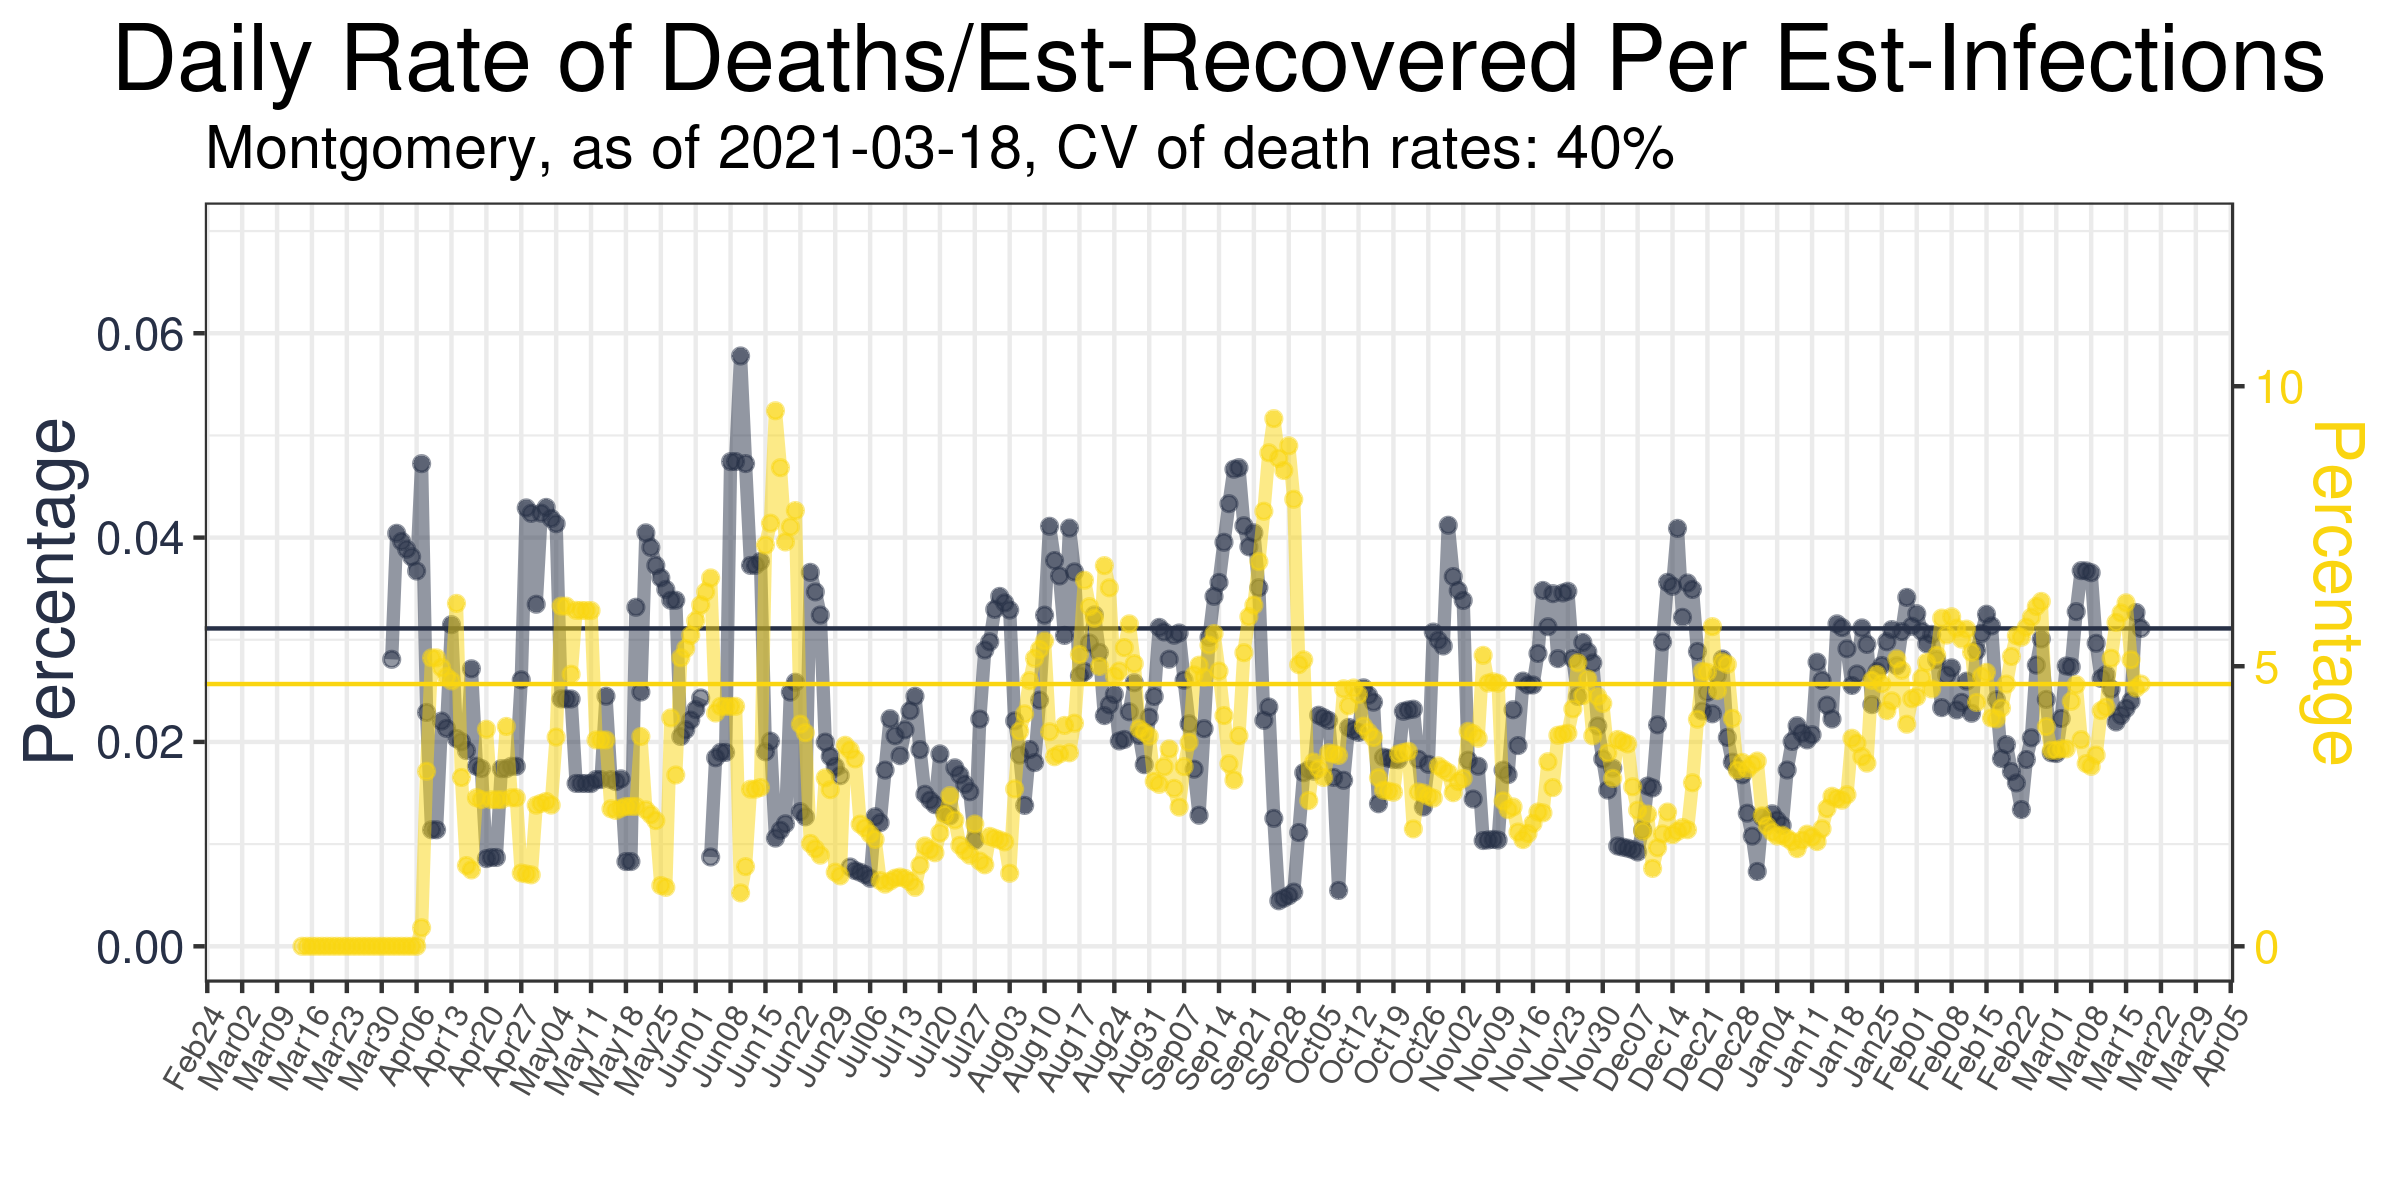 Daily Rate of Deaths/Est-Recovered Per Est-Infections
Montgomery, as of 2021-03-18, CV of death rates: 40%
Percentage
0.06
0.04
0.02
0.00
10
5
0
Percentage
Feb24
Mar02
Mar09
Mar16
Mar23
Mar30
Apr06
Apr13
Apr20
Apr27
May04
May11
May18
May25
Jun01
Jun08
Jun15
Jun22
Jun29
Jul06
Jul13
Jul20
Jul27
Aug03
Aug10
Aug17
Aug24
Aug31
Sep07
Sep14
Sep21
Sep28
Oct05
Oct12
Oct19
Oct26
Nov02
Nov09
Nov16
Nov23
Nov30
Dec07
Dec14
Dec21
Dec28
Jan04
Jan11
Jan18
Jan25
Feb01
Feb08
Feb15
Feb22
Mar01
Mar08
Mar15
Mar22
Mar29
Apr05